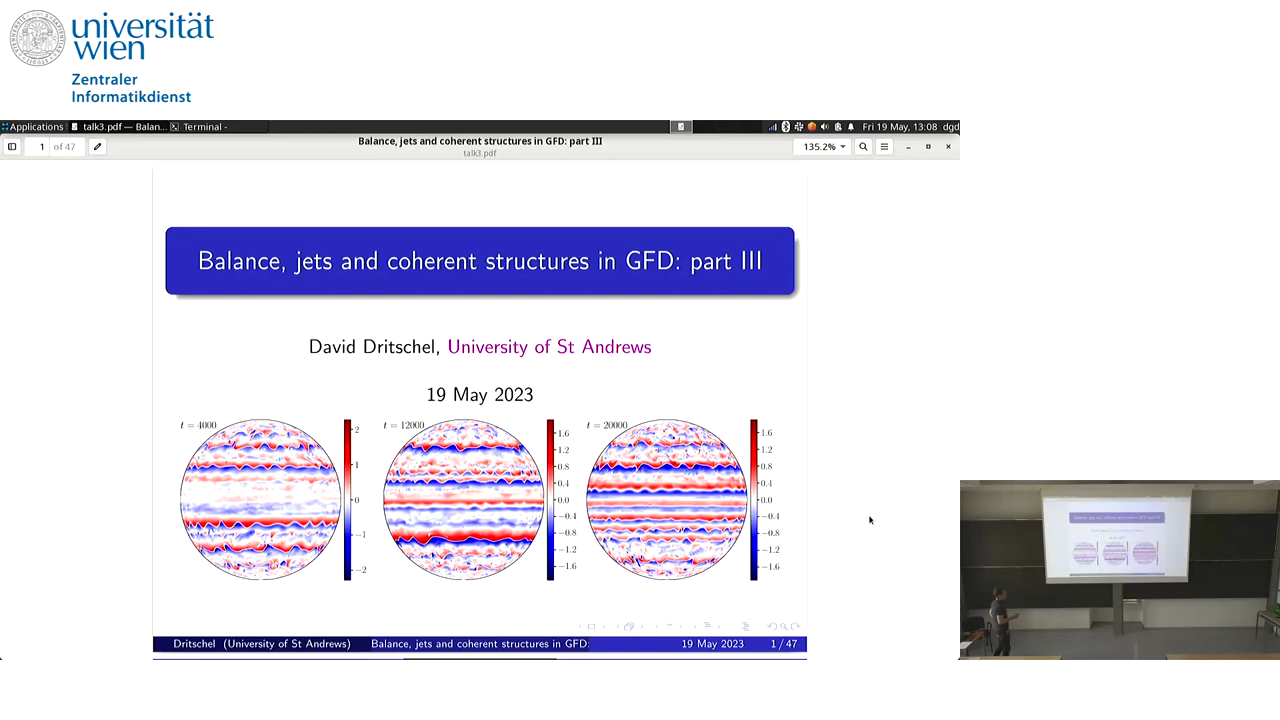 universität
wien
Zentraler
Informatikdienst
Applications talk3.pdf — Balan... Terminal - Fri 19 May, 13:08 dgd
1 of 47 Balance, jets and coherent structures in GFD: part III 135.2%
talk3.pdf
Balance, jets and coherent structures in GFD: part III
David Dritschel, University of St Andrews
19 May 2023
t = 4000 t = 12000 t = 20000
2 1 0 −1 −2
1.6 1.2 0.8 0.4 0.0 −0.4 −0.8 −1.2 −1.6
1.6 1.2 0.8 0.4 0.0 −0.4 −0.8 −1.2 −1.6
Dritschel (University of St Andrews) Balance, jets and coherent structures in GFD: 19 May 2023 1 / 47